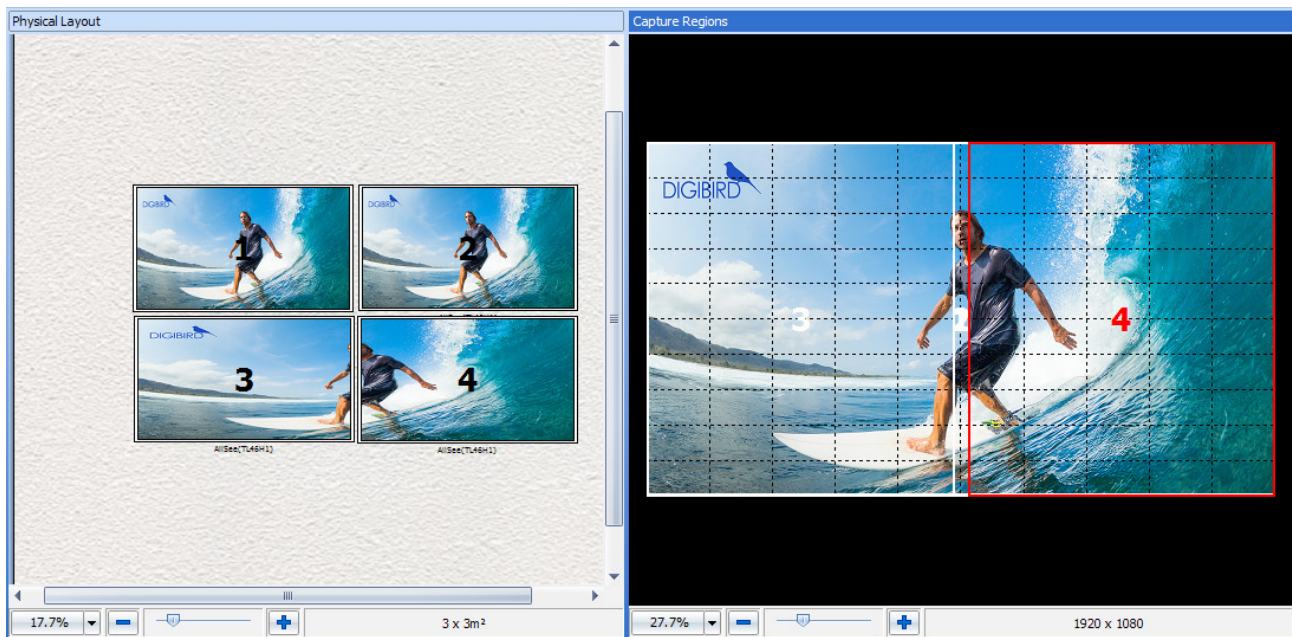 Physical Layout
DIGIBIRD
1
DIGIBIRD
2
DIGIBIRD
3
4
AllSee(TL46H1)
AllSee(TL46H1)
17.7%
3 x 3m²
Capture Regions
DIGIBIRD
3
2
4
27.7%
1920 x 1080